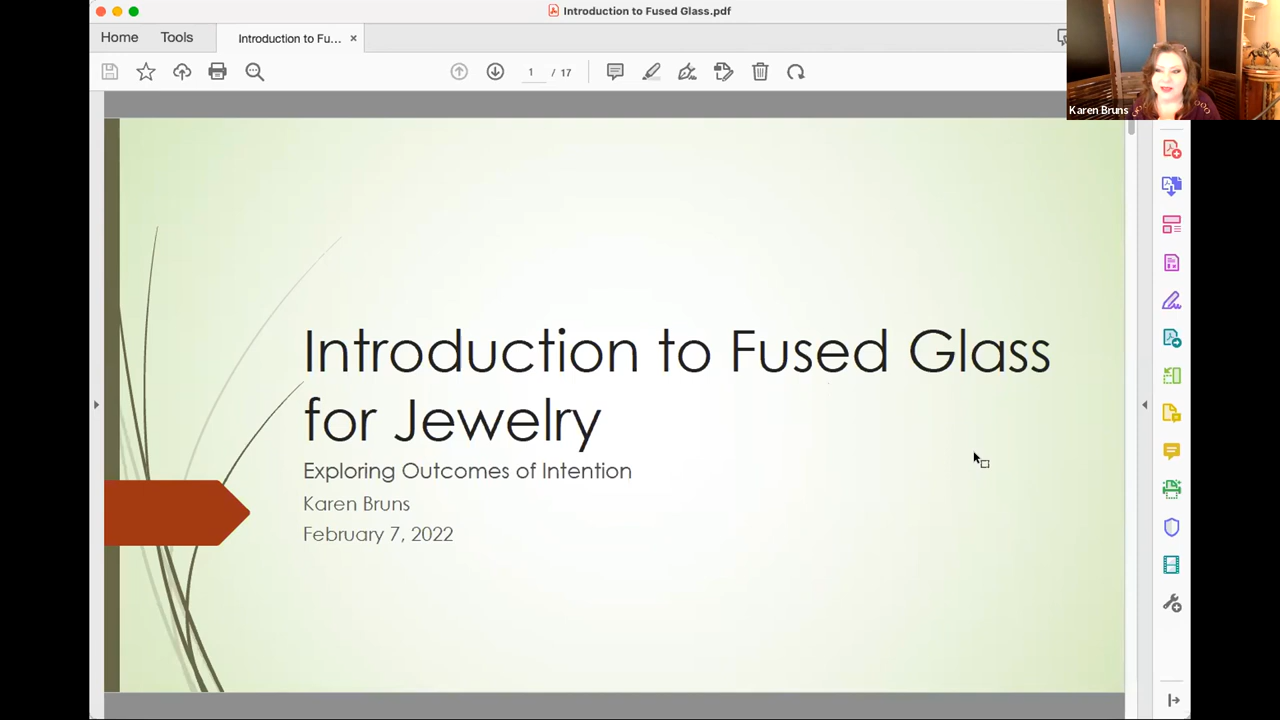 Introduction to Fused Glass.pdf
Home
Tools
Introduction to Fu...
1 / 17
Karen Bruns
Introduction to Fused Glass
for Jewelry
Exploring Outcomes of Intention
Karen Bruns
February 7, 2022